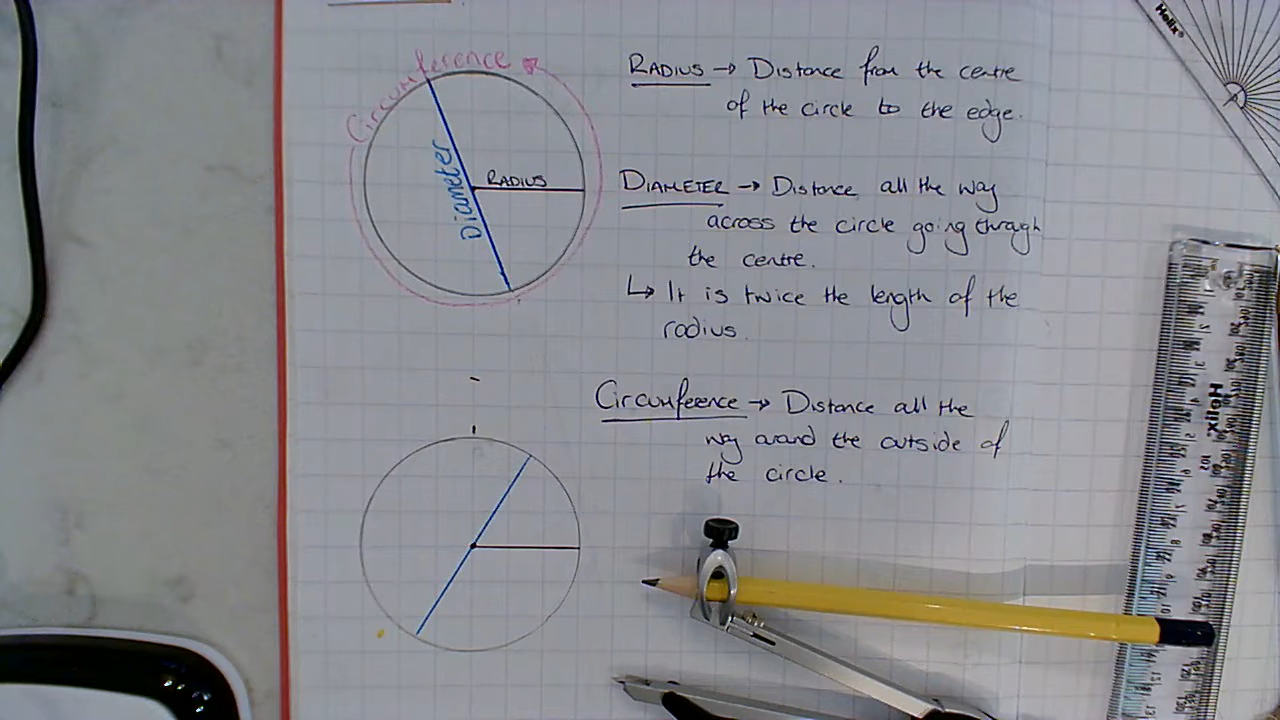 Circumference
RADIUS
Diameter
RADIUS → Distance from the centre
of the circle to the edge.
DIAMETER → Distance all the way
across the circle going through
the centre.
↳ It is twice the length of the
radius.
Circumfeence → Distance all the
way around the outside of
the circle.
Helix®
Helix